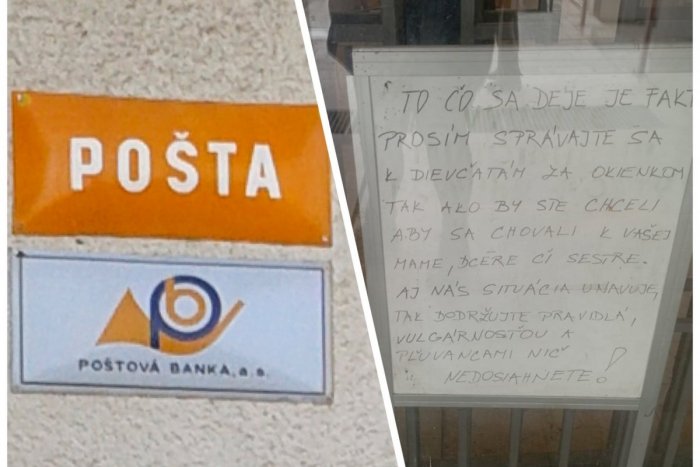 POŠTA
POŠTOVÁ BANKA, a.s.
TO ČO SA DEJE JE FAKT
PROSÍM SPRÁVAJTE SA
K DIEVČATÁM ZA OKIENKOM
TAK AKO BY STE CHCELI
ABY SA CHOVALI K VAŠEJ
MAME, DCÉRE ČI SESTRE.
AJ NÁS SITUÁCIA UNAVUJE,
TAK DODRŽUJTE PRAVIDLÁ,
VULGÁRNOSŤOU A
PĽUVANCAMI NIČ
NEDOSIAHNETE!